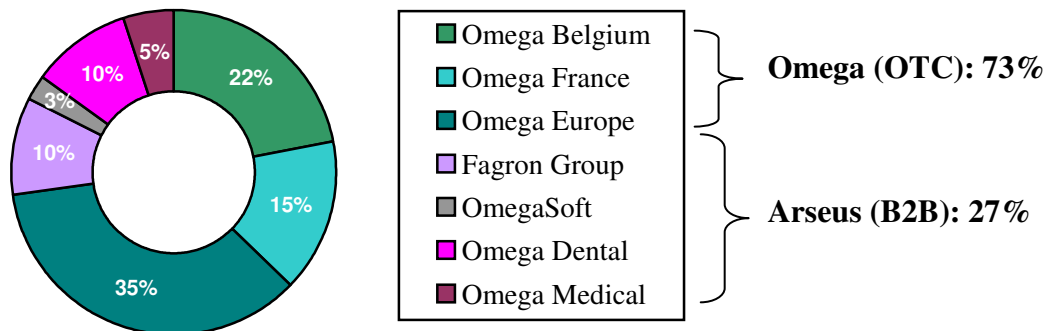 5%
10%
22%
3%
10%
15%
35%
Omega Belgium
Omega France
Omega Europe
Fagron Group
OmegaSoft
Omega Dental
Omega Medical
Omega (OTC): 73%
Arseus (B2B): 27%